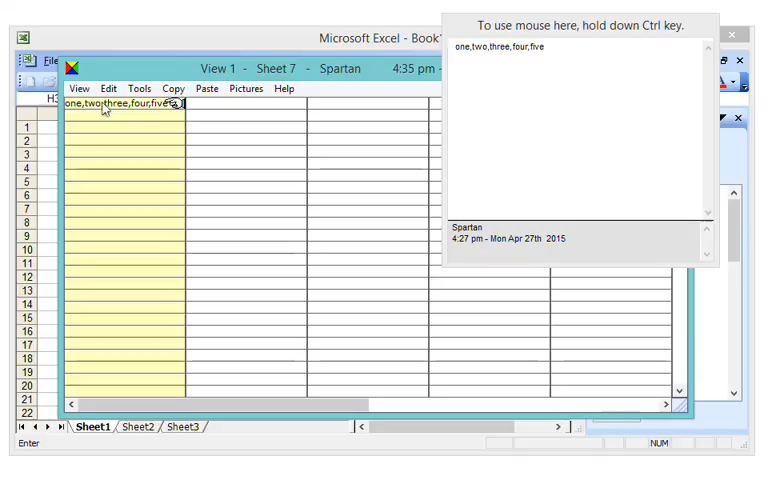 To use mouse here, hold down Ctrl key.
Microsoft Excel - Book
one,two,three,four,five
File
View 1 - Sheet 7 - Spartan 4:35 pm -
View Edit Tools Copy Paste Pictures Help
one,two,three,four,five
1
2
3
4
5
6
7
8
9
10
11
12
13
14
15
16
17
18
19
20
21
22
Spartan
4:27 pm - Mon Apr 27th 2015
Sheet1 Sheet2 Sheet3
Enter
NUM